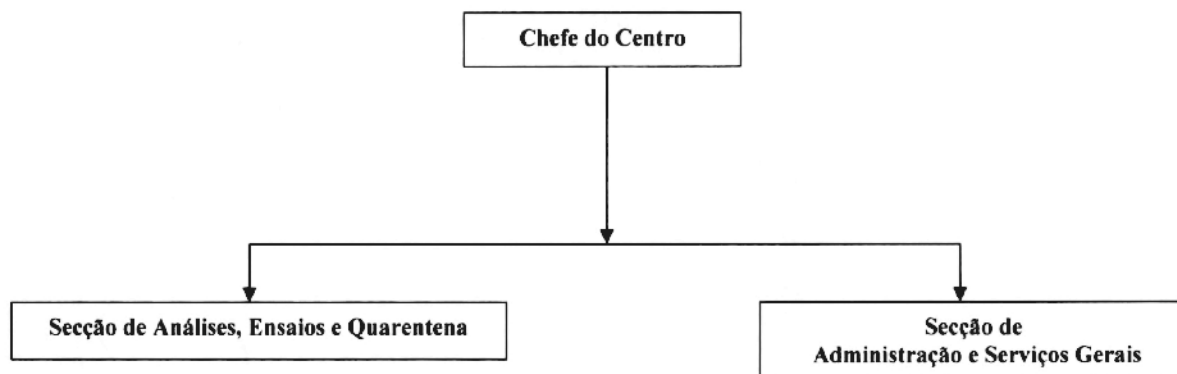 Chefe do Centro
Secção de Análises, Ensaios e Quarentena
Secção de
Administração e Serviços Gerais